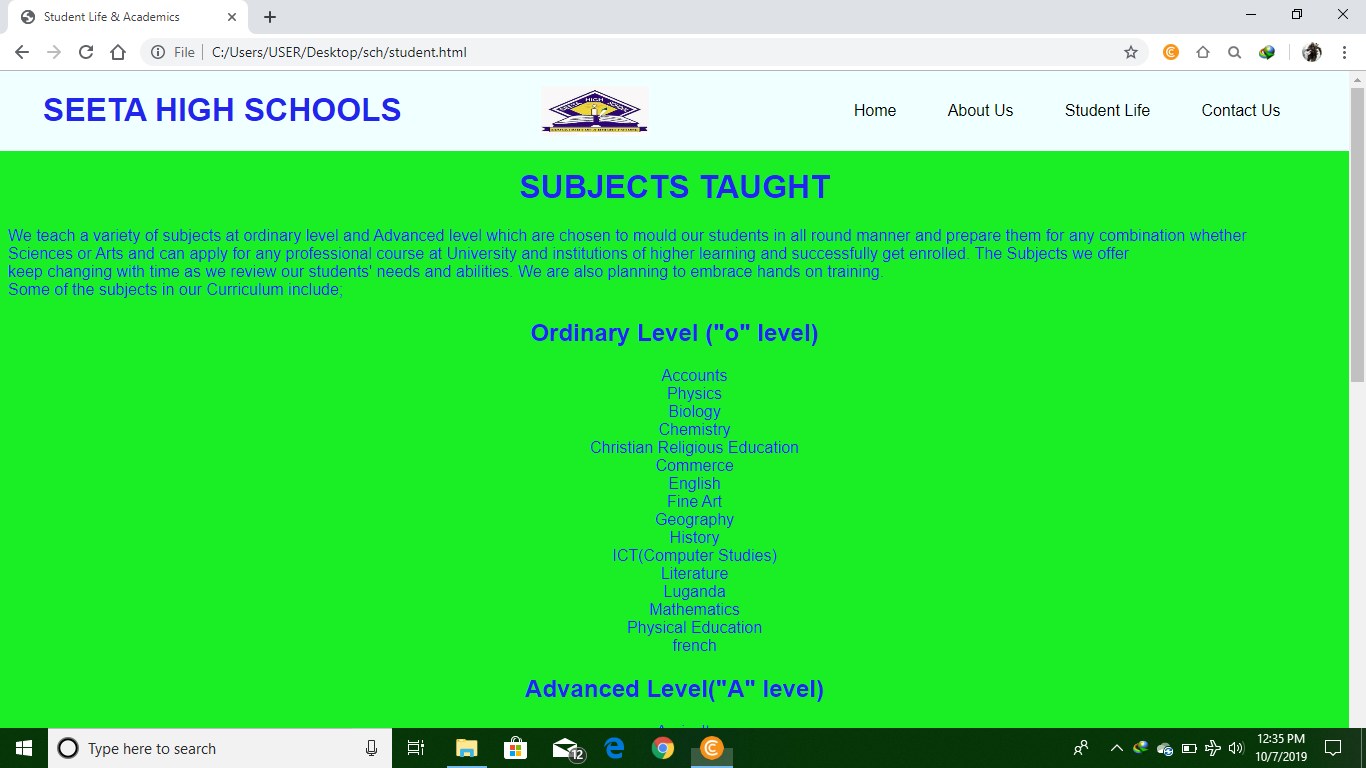 Student Life & Academics
File C:/Users/USER/Desktop/sch/student.html
SEETA HIGH SCHOOLS
Home About Us Student Life Contact Us
SUBJECTS TAUGHT
We teach a variety of subjects at ordinary level and Advanced level which are chosen to mould our students in all round manner and prepare them for any combination whether
Sciences or Arts and can apply for any professional course at University and institutions of higher learning and successfully get enrolled. The Subjects we offer
keep changing with time as we review our students' needs and abilities. We are also planning to embrace hands on training.
Some of the subjects in our Curriculum include;
Ordinary Level ("o" level)
Accounts
Physics
Biology
Chemistry
Christian Religious Education
Commerce
English
Fine Art
Geography
History
ICT(Computer Studies)
Literature
Luganda
Mathematics
Physical Education
french
Advanced Level("A" level)
Type here to search
12
12:35 PM
10/7/2019